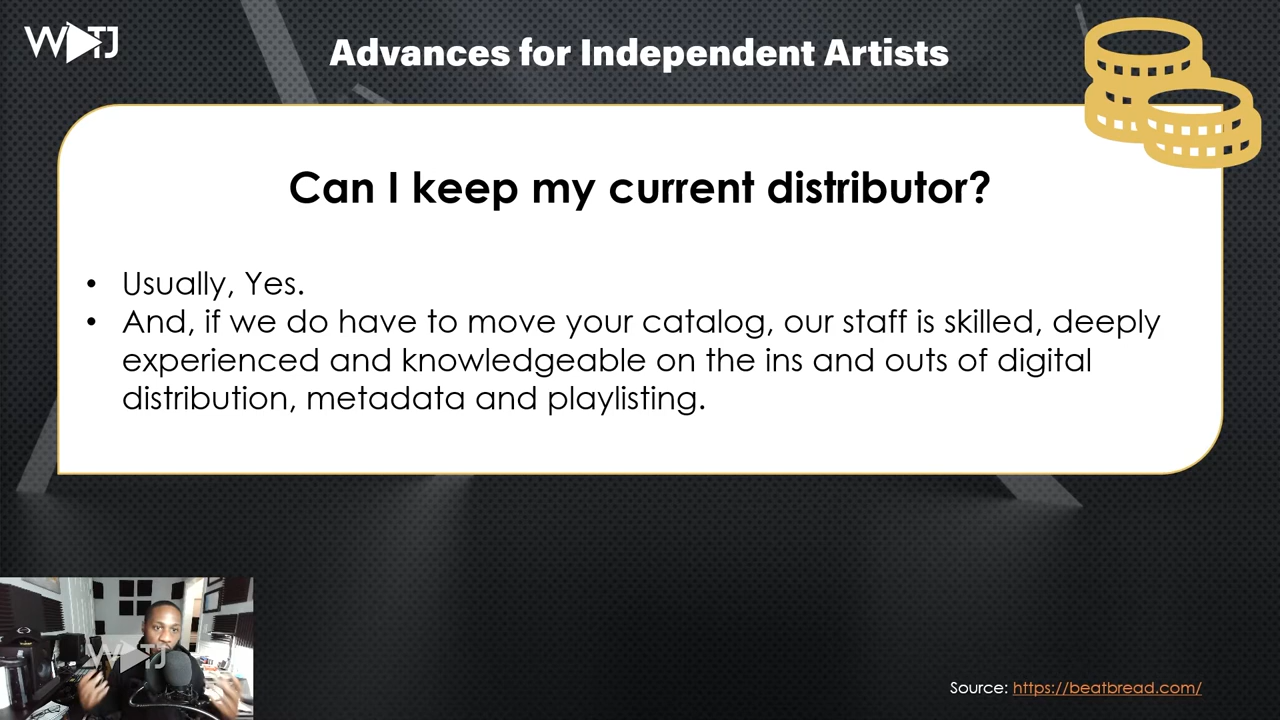 W TJ
Advances for Independent Artists
Can I keep my current distributor?
• Usually, Yes.
• And, if we do have to move your catalog, our staff is skilled, deeply
experienced and knowledgeable on the ins and outs of digital
distribution, metadata and playlisting.
W TJ
Source: https://beatbread.com/